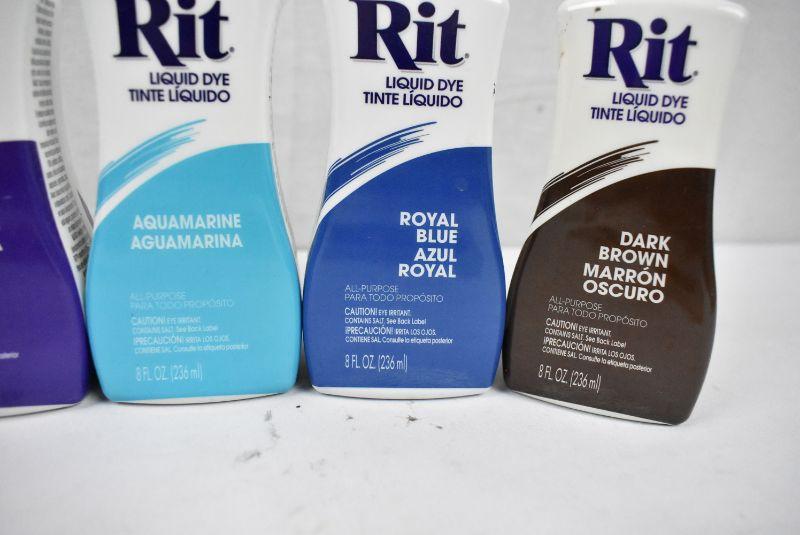 Rit
LIQUID DYE
TINTE LÍQUIDO
AQUAMARINE
AGUAMARINA
ALL-PURPOSE
PARA TODO PROPÓSITO
CAUTION! EYE IRRITANT.
CONTAINS SALT. See Back Label
¡PRECAUCIÓN! IRRITA LOS OJOS.
CONTIENE SAL. Consulte la etiqueta posterior
8 FL OZ. (236 ml)
Rit
LIQUID DYE
TINTE LÍQUIDO
ROYAL
BLUE
AZUL
ROYAL
ALL-PURPOSE
PARA TODO PROPÓSITO
CAUTION! EYE IRRITANT.
CONTAINS SALT. See Back Label
¡PRECAUCIÓN! IRRITA LOS OJOS.
CONTIENE SAL. Consulte la etiqueta posterior
8 FL OZ. (236 ml)
Rit
LIQUID DYE
TINTE LÍQUIDO
DARK
BROWN
MARRÓN
OSCURO
ALL-PURPOSE
PARA TODO PROPÓSITO
CAUTION! EYE IRRITANT.
CONTAINS SALT. See Back Label
¡PRECAUCIÓN! IRRITA LOS OJOS.
CONTIENE SAL. Consulte la etiqueta posterior
8 FL OZ. (236 ml)